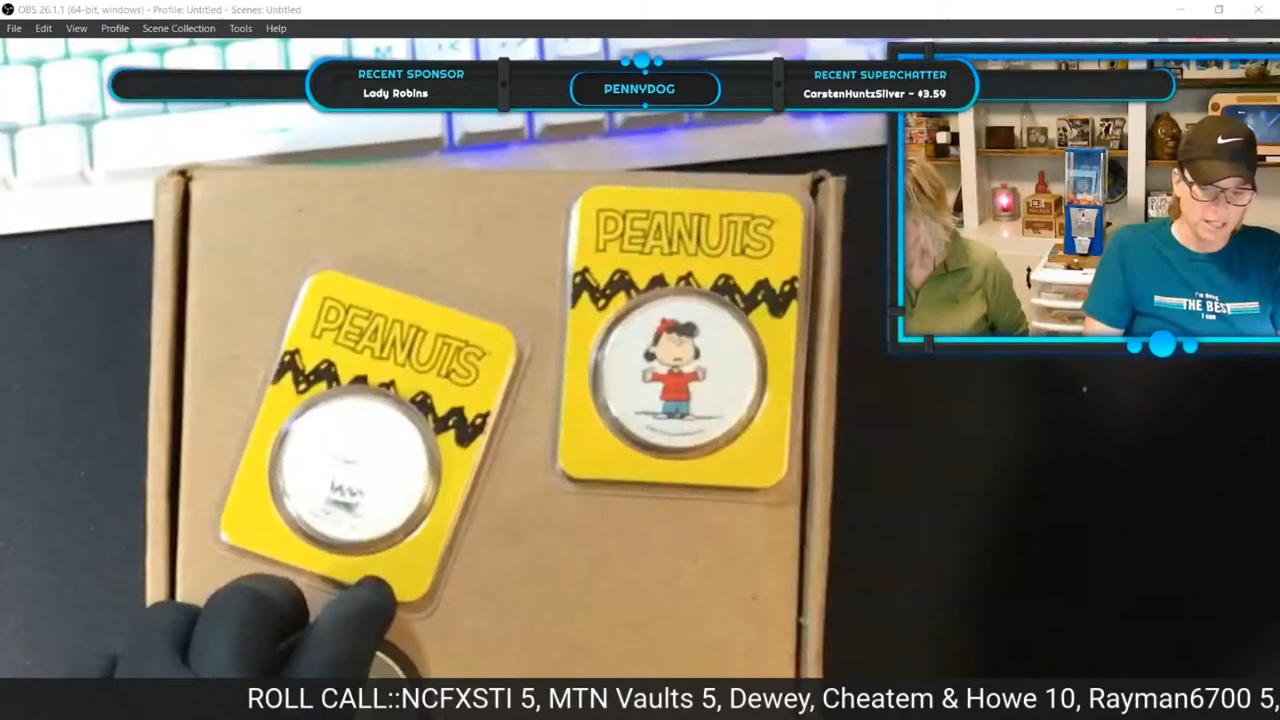 OBS 26.1.1 (64-bit, windows) - Profile: Untitled - Scenes: Untitled
File Edit View Profile Scene Collection Tools Help
RECENT SPONSOR
Lady Robins
PENNYDOG
RECENT SUPERCHATTER
CarstenHuntzSilver - $3.59
PEANUTS
PEANUTS
I'm doing
THE BEST
I can
ROLL CALL::NCFXSTI 5, MTN Vaults 5, Dewey, Cheatem & Howe 10, Rayman6700 5,